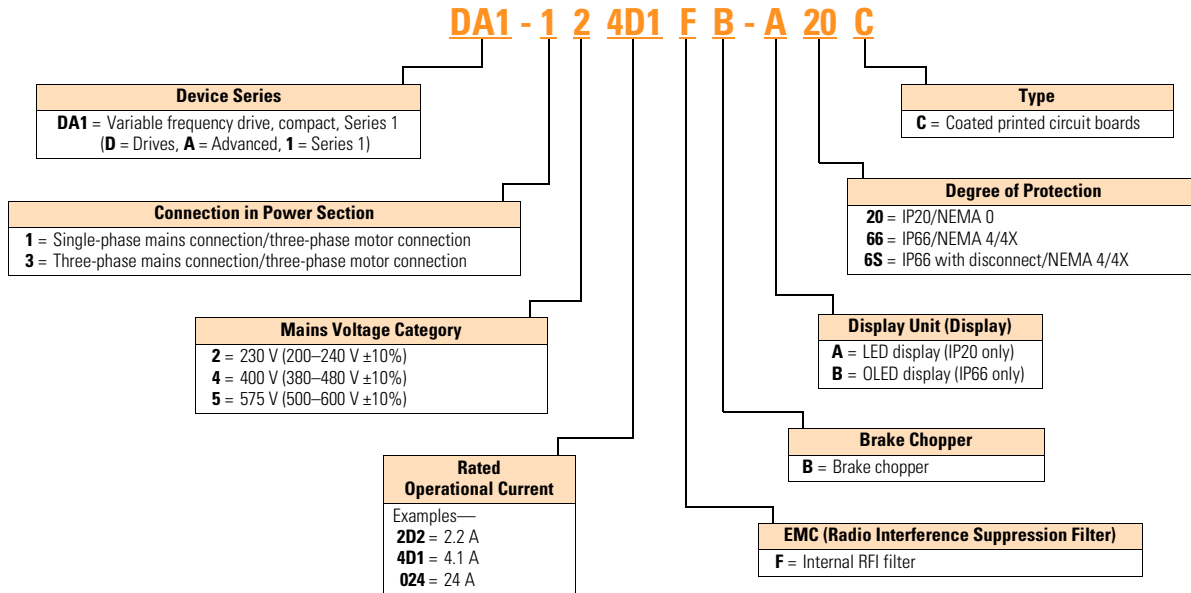 DA1 - 1 2 4D1 F B - A 20 C
Device Series
DA1 = Variable frequency drive, compact, Series 1
(D = Drives, A = Advanced, 1 = Series 1)
Connection in Power Section
1 = Single-phase mains connection/three-phase motor connection
3 = Three-phase mains connection/three-phase motor connection
Mains Voltage Category
2 = 230 V (200–240 V ±10%)
4 = 400 V (380–480 V ±10%)
5 = 575 V (500–600 V ±10%)
Rated
Operational Current
Examples—
2D2 = 2.2 A
4D1 = 4.1 A
024 = 24 A
Type
C = Coated printed circuit boards
Degree of Protection
20 = IP20/NEMA 0
66 = IP66/NEMA 4/4X
6S = IP66 with disconnect/NEMA 4/4X
Display Unit (Display)
A = LED display (IP20 only)
B = OLED display (IP66 only)
Brake Chopper
B = Brake chopper
EMC (Radio Interference Suppression Filter)
F = Internal RFI filter